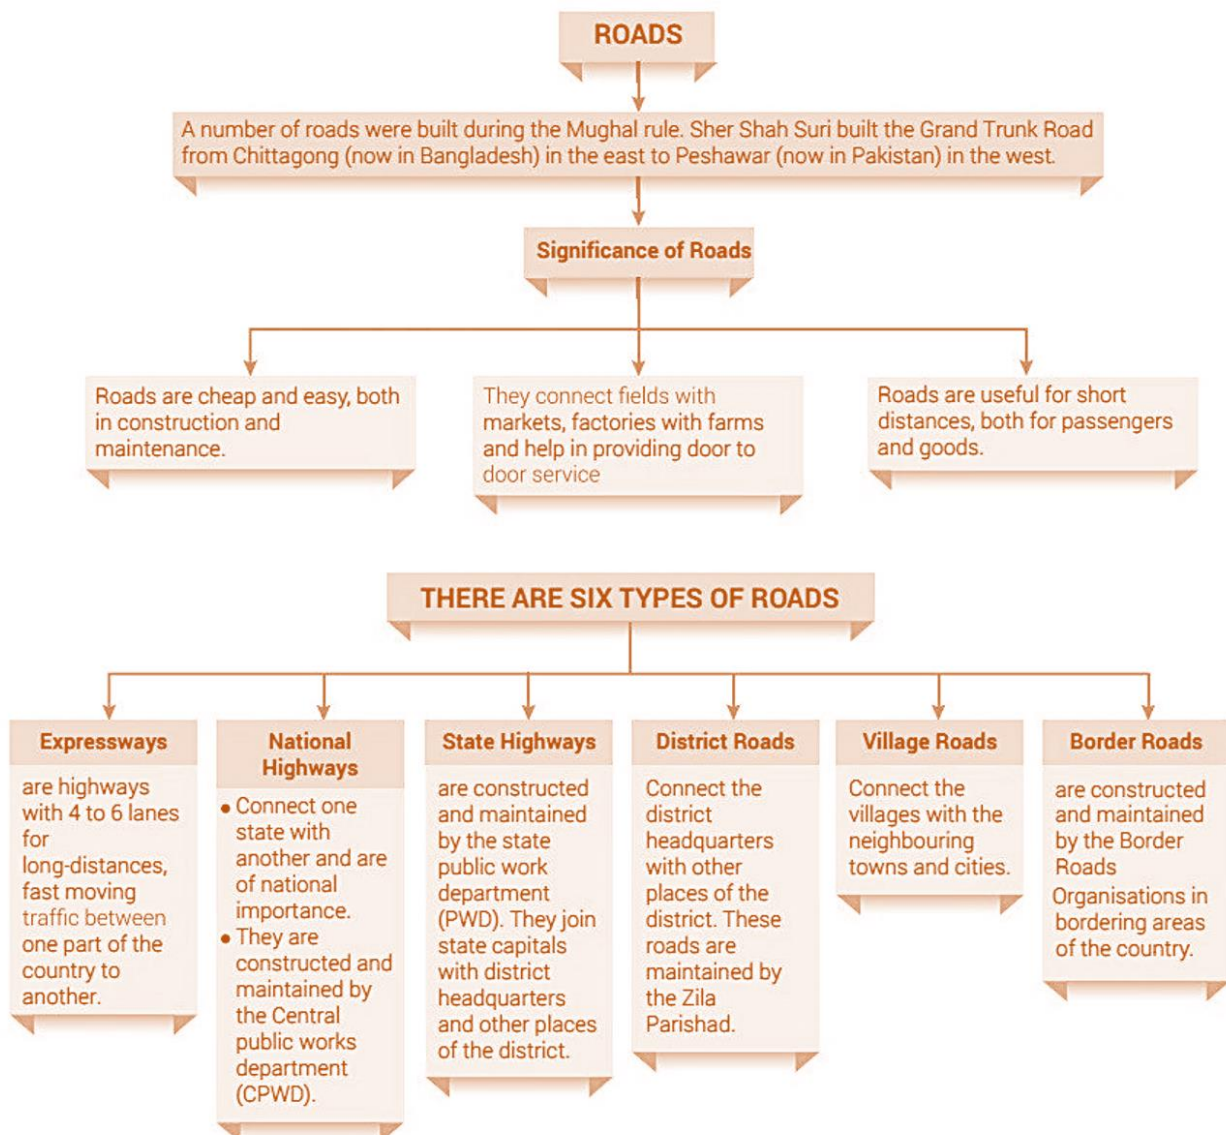 ROADS
A number of roads were built during the Mughal rule. Sher Shah Suri built the Grand Trunk Road
from Chittagong (now in Bangladesh) in the east to Peshawar (now in Pakistan) in the west.
Significance of Roads
Roads are cheap and easy, both
in construction and
maintenance.
They connect fields with
markets, factories with farms
and help in providing door to
door service
Roads are useful for short
distances, both for passengers
and goods.
THERE ARE SIX TYPES OF ROADS
Expressways
are highways
with 4 to 6 lanes
for
long-distances,
fast moving
traffic between
one part of the
country to
another.
National
Highways
• Connect one
state with
another and are
of national
importance.
• They are
constructed and
maintained by
the Central
public works
department
(CPWD).
State Highways
are constructed
and maintained
by the state
public work
department
(PWD). They join
state capitals
with district
headquarters
and other places
of the district.
District Roads
Connect the
district
headquarters
with other
places of the
district. These
roads are
maintained by
the Zila
Parishad.
Village Roads
Connect the
villages with the
neighbouring
towns and cities.
Border Roads
are constructed
and maintained
by the Border
Roads
Organisations in
bordering areas
of the country.